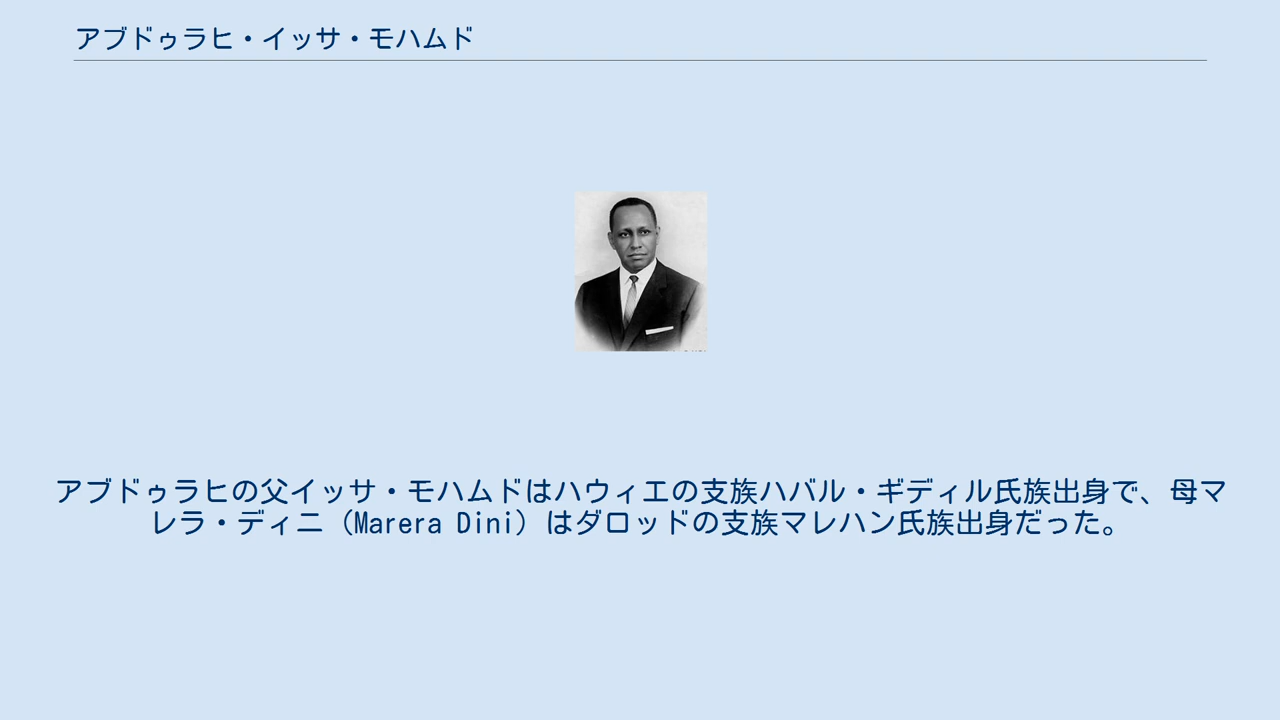 アブドゥラヒ・イッサ・モハムド
アブドゥラヒの父イッサ・モハムドはハウィエの支族ハバル・ギディル氏族出身で、母マ
レラ・ディニ（Marera Dini）はダロッドの支族マレハン氏族出身だった。